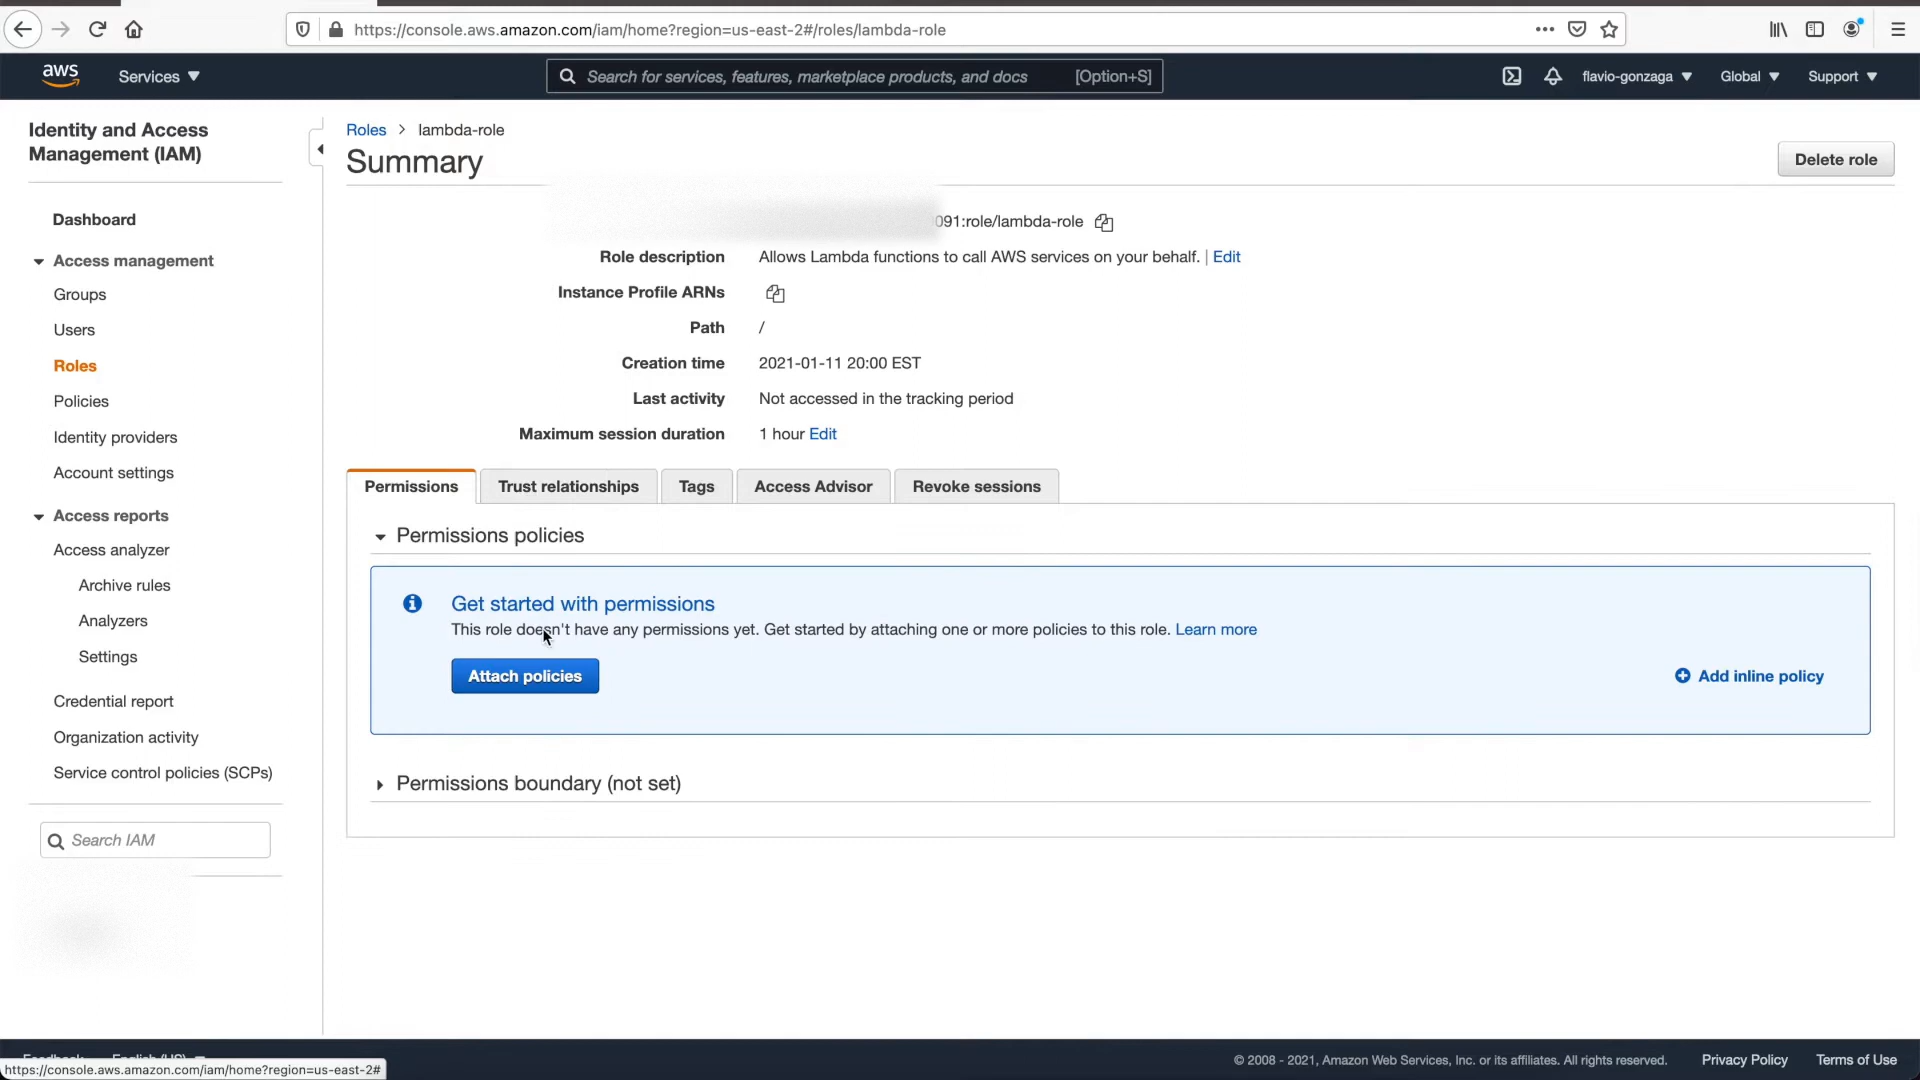 https://console.aws.amazon.com/iam/home?region=us-east-2#/roles/lambda-role
aws
Services
Search for services, features, marketplace products, and docs [Option+S]
flavio-gonzaga
Global
Support
Identity and Access
Management (IAM)
Dashboard
Access management
Groups
Users
Roles
Policies
Identity providers
Account settings
Access reports
Access analyzer
Archive rules
Analyzers
Settings
Credential report
Organization activity
Service control policies (SCPs)
Search IAM
Roles > lambda-role
Summary
Delete role
091:role/lambda-role
Role description Allows Lambda functions to call AWS services on your behalf. | Edit
Instance Profile ARNs
Path /
Creation time 2021-01-11 20:00 EST
Last activity Not accessed in the tracking period
Maximum session duration 1 hour Edit
Permissions Trust relationships Tags Access Advisor Revoke sessions
Permissions policies
Get started with permissions
This role doesn't have any permissions yet. Get started by attaching one or more policies to this role. Learn more
Attach policies
Add inline policy
Permissions boundary (not set)
Feedback English (US)
© 2008 - 2021, Amazon Web Services, Inc. or its affiliates. All rights reserved. Privacy Policy Terms of Use
https://console.aws.amazon.com/iam/home?region=us-east-2#